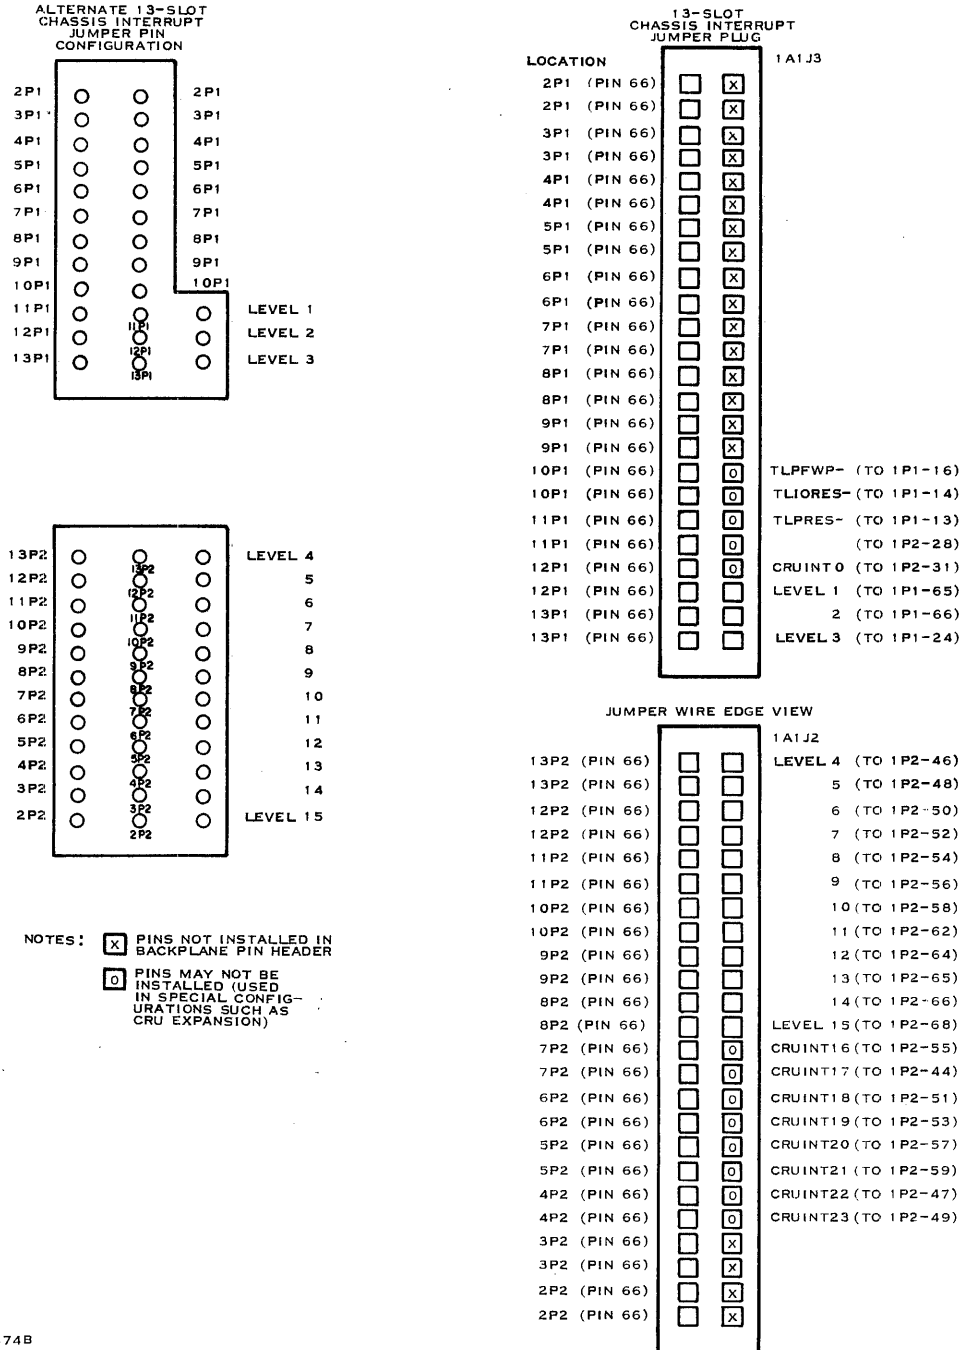 ALTERNATE 13-SLOT
CHASSIS INTERRUPT
JUMPER PIN
CONFIGURATION
2P1 2P1
3P1 3P1
4P1 4P1
5P1 5P1
6P1 6P1
7P1 7P1
8P1 8P1
9P1 9P1
10P1 10P1
11P1 11P1 LEVEL 1
12P1 12P1 LEVEL 2
13P1 13P1 LEVEL 3
13P2 13P2 LEVEL 4
12P2 12P2 5
11P2 11P2 6
10P2 10P2 7
9P2 9P2 8
8P2 8P2 9
7P2 7P2 10
6P2 6P2 11
5P2 5P2 12
4P2 4P2 13
3P2 3P2 14
2P2 2P2 LEVEL 15
NOTES: X PINS NOT INSTALLED IN
BACKPLANE PIN HEADER
O PINS MAY NOT BE
INSTALLED (USED
IN SPECIAL CONFIG-
URATIONS SUCH AS
CRU EXPANSION)
74B
13-SLOT
CHASSIS INTERRUPT
JUMPER PLUG
1A1J3
LOCATION
2P1 (PIN 66) X
2P1 (PIN 66) X
3P1 (PIN 66) X
3P1 (PIN 66) X
4P1 (PIN 66) X
4P1 (PIN 66) X
5P1 (PIN 66) X
5P1 (PIN 66) X
6P1 (PIN 66) X
6P1 (PIN 66) X
7P1 (PIN 66) X
7P1 (PIN 66) X
8P1 (PIN 66) X
8P1 (PIN 66) X
9P1 (PIN 66) X
9P1 (PIN 66) X
10P1 (PIN 66) O TLPFWP- (TO 1P1-16)
10P1 (PIN 66) O TLIORES- (TO 1P1-14)
11P1 (PIN 66) O TLPRES- (TO 1P1-13)
11P1 (PIN 66) O (TO 1P2-28)
12P1 (PIN 66) O CRUINT0 (TO 1P2-31)
12P1 (PIN 66) LEVEL 1 (TO 1P1-65)
13P1 (PIN 66) 2 (TO 1P1-66)
13P1 (PIN 66) LEVEL 3 (TO 1P1-24)
JUMPER WIRE EDGE VIEW
1A1J2
13P2 (PIN 66) LEVEL 4 (TO 1P2-46)
13P2 (PIN 66) 5 (TO 1P2-48)
12P2 (PIN 66) 6 (TO 1P2-50)
12P2 (PIN 66) 7 (TO 1P2-52)
11P2 (PIN 66) 8 (TO 1P2-54)
11P2 (PIN 66) 9 (TO 1P2-56)
10P2 (PIN 66) 10 (TO 1P2-58)
10P2 (PIN 66) 11 (TO 1P2-62)
9P2 (PIN 66) 12 (TO 1P2-64)
9P2 (PIN 66) 13 (TO 1P2-65)
8P2 (PIN 66) 14 (TO 1P2-66)
8P2 (PIN 66) LEVEL 15 (TO 1P2-68)
7P2 (PIN 66) O CRUINT16 (TO 1P2-55)
7P2 (PIN 66) O CRUINT17 (TO 1P2-44)
6P2 (PIN 66) O CRUINT18 (TO 1P2-51)
6P2 (PIN 66) O CRUINT19 (TO 1P2-53)
5P2 (PIN 66) O CRUINT20 (TO 1P2-57)
5P2 (PIN 66) O CRUINT21 (TO 1P2-59)
4P2 (PIN 66) O CRUINT22 (TO 1P2-47)
4P2 (PIN 66) O CRUINT23 (TO 1P2-49)
3P2 (PIN 66) X
3P2 (PIN 66) X
2P2 (PIN 66) X
2P2 (PIN 66) X